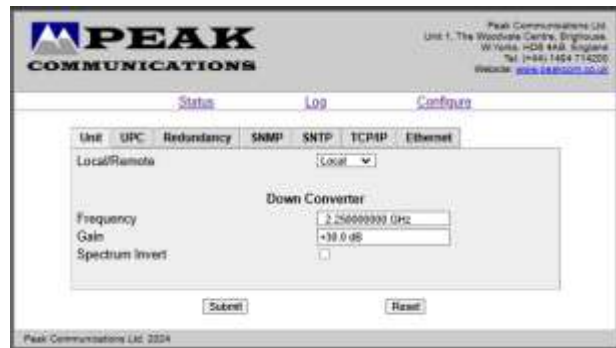 PEAK
COMMUNICATIONS
Peak Communications Ltd.
Unit 1, The Woodvale Centre, Brighouse,
W.Yorks, HD6 4AB, England
Tel: (+44) 1484 714200
Website: www.peakcom.co.uk
Status Log Configure
Unit UPC Redundancy SNMP SNTP TCP/IP Ethernet
Local/Remote Local
Down Converter
Frequency 2.250000000 GHz
Gain +30.0 dB
Spectrum Invert
Submit Reset
Peak Communications Ltd. 2024